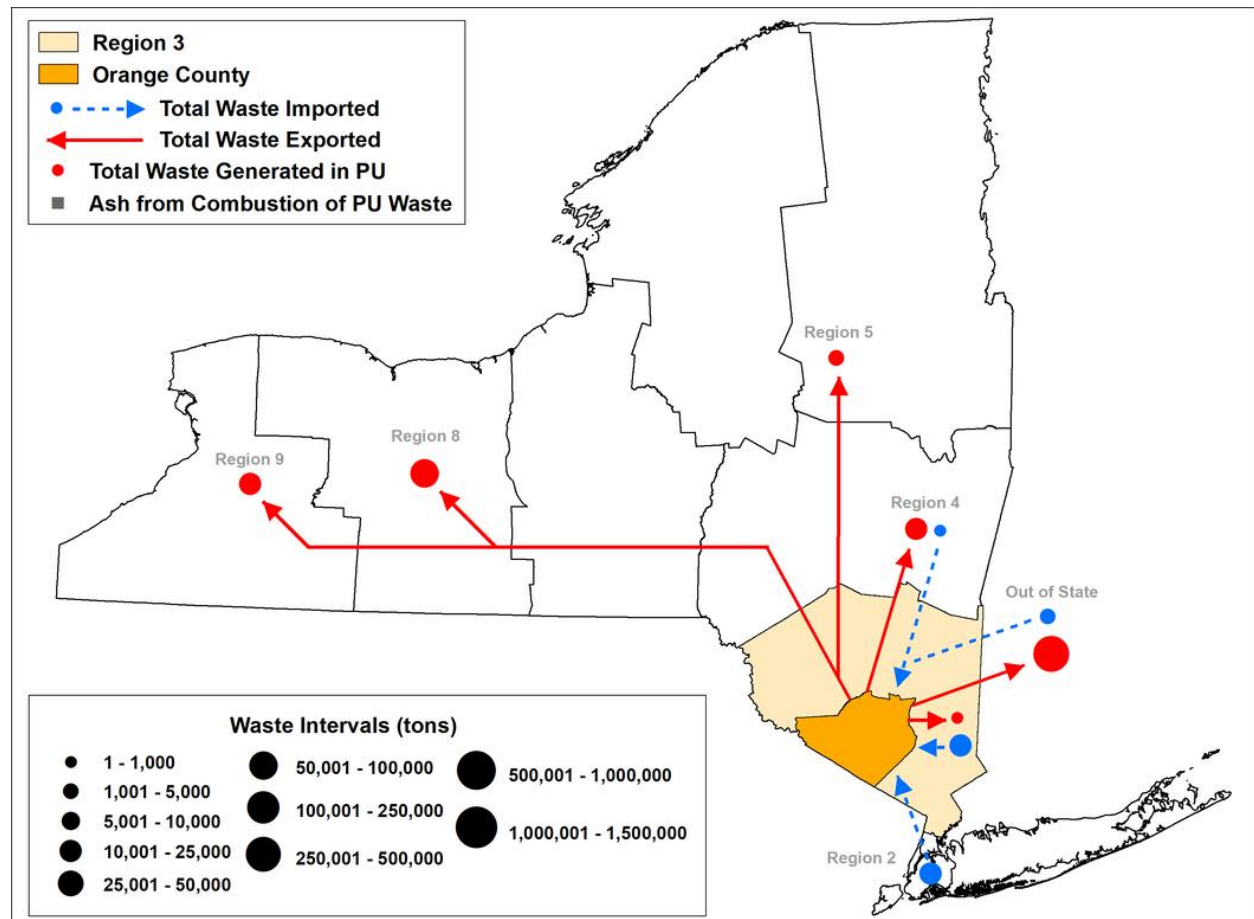 Region 3
Orange County
Total Waste Imported
Total Waste Exported
Total Waste Generated in PU
Ash from Combustion of PU Waste
Region 5
Region 8
Region 9
Region 4
Out of State
Region 2
Waste Intervals (tons)
1 - 1,000
1,001 - 5,000
5,001 - 10,000
10,001 - 25,000
25,001 - 50,000
50,001 - 100,000
100,001 - 250,000
250,001 - 500,000
500,001 - 1,000,000
1,000,001 - 1,500,000